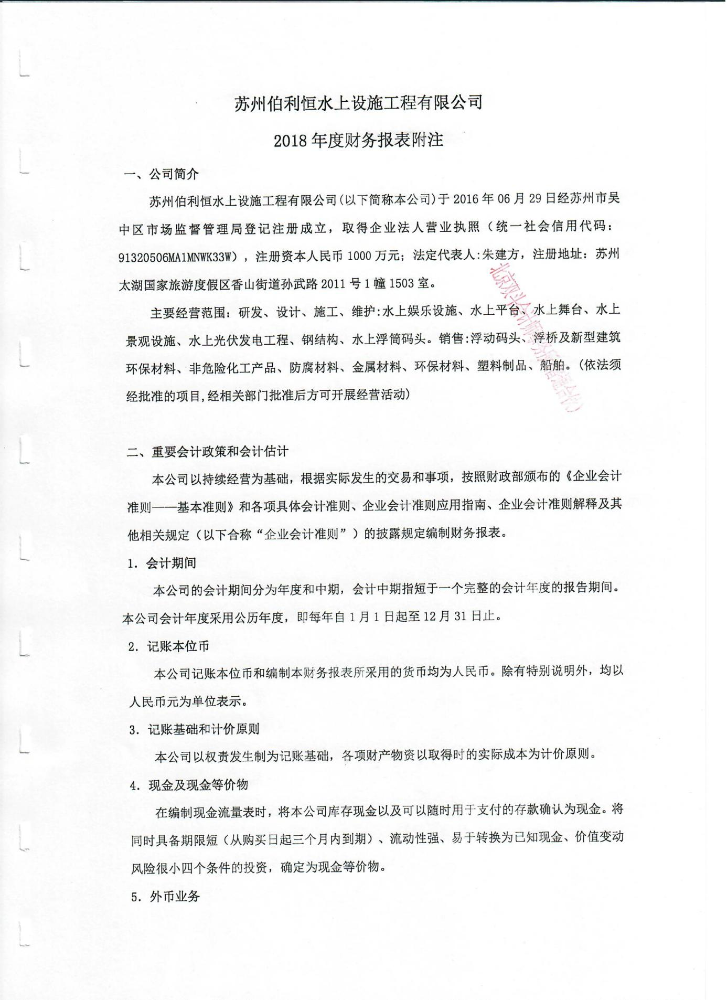 苏州伯利恒水上设施工程有限公司
2018 年度财务报表附注
一、公司简介
苏州伯利恒水上设施工程有限公司(以下简称本公司)于 2016 年 06 月 29 日经苏州市吴
中区市场监督管理局登记注册成立，取得企业法人营业执照（统一社会信用代码：
91320506MA1MNWK33W），注册资本人民币 1000 万元；法定代表人:朱建方，注册地址：苏州
太湖国家旅游度假区香山街道孙武路 2011 号 1 幢 1503 室。
主要经营范围：研发、设计、施工、维护:水上娱乐设施、水上平台、水上舞台、水上
景观设施、水上光伏发电工程、钢结构、水上浮筒码头。销售:浮动码头、浮桥及新型建筑
环保材料、非危险化工产品、防腐材料、金属材料、环保材料、塑料制品、船舶。(依法须
经批准的项目,经相关部门批准后方可开展经营活动)
北京双斗会计师事务所(普通合伙)
二、重要会计政策和会计估计
本公司以持续经营为基础，根据实际发生的交易和事项，按照财政部颁布的《企业会计
准则——基本准则》和各项具体会计准则、企业会计准则应用指南、企业会计准则解释及其
他相关规定（以下合称“企业会计准则”）的披露规定编制财务报表。
1. 会计期间
本公司的会计期间分为年度和中期，会计中期指短于一个完整的会计年度的报告期间。
本公司会计年度采用公历年度，即每年自 1 月 1 日起至 12 月 31 日止。
2. 记账本位币
本公司记账本位币和编制本财务报表所采用的货币均为人民币。除有特别说明外，均以
人民币元为单位表示。
3. 记账基础和计价原则
本公司以权责发生制为记账基础，各项财产物资以取得时的实际成本为计价原则。
4. 现金及现金等价物
在编制现金流量表时，将本公司库存现金以及可以随时用于支付的存款确认为现金。将
同时具备期限短（从购买日起三个月内到期）、流动性强、易于转换为已知现金、价值变动
风险很小四个条件的投资，确定为现金等价物。
5. 外币业务